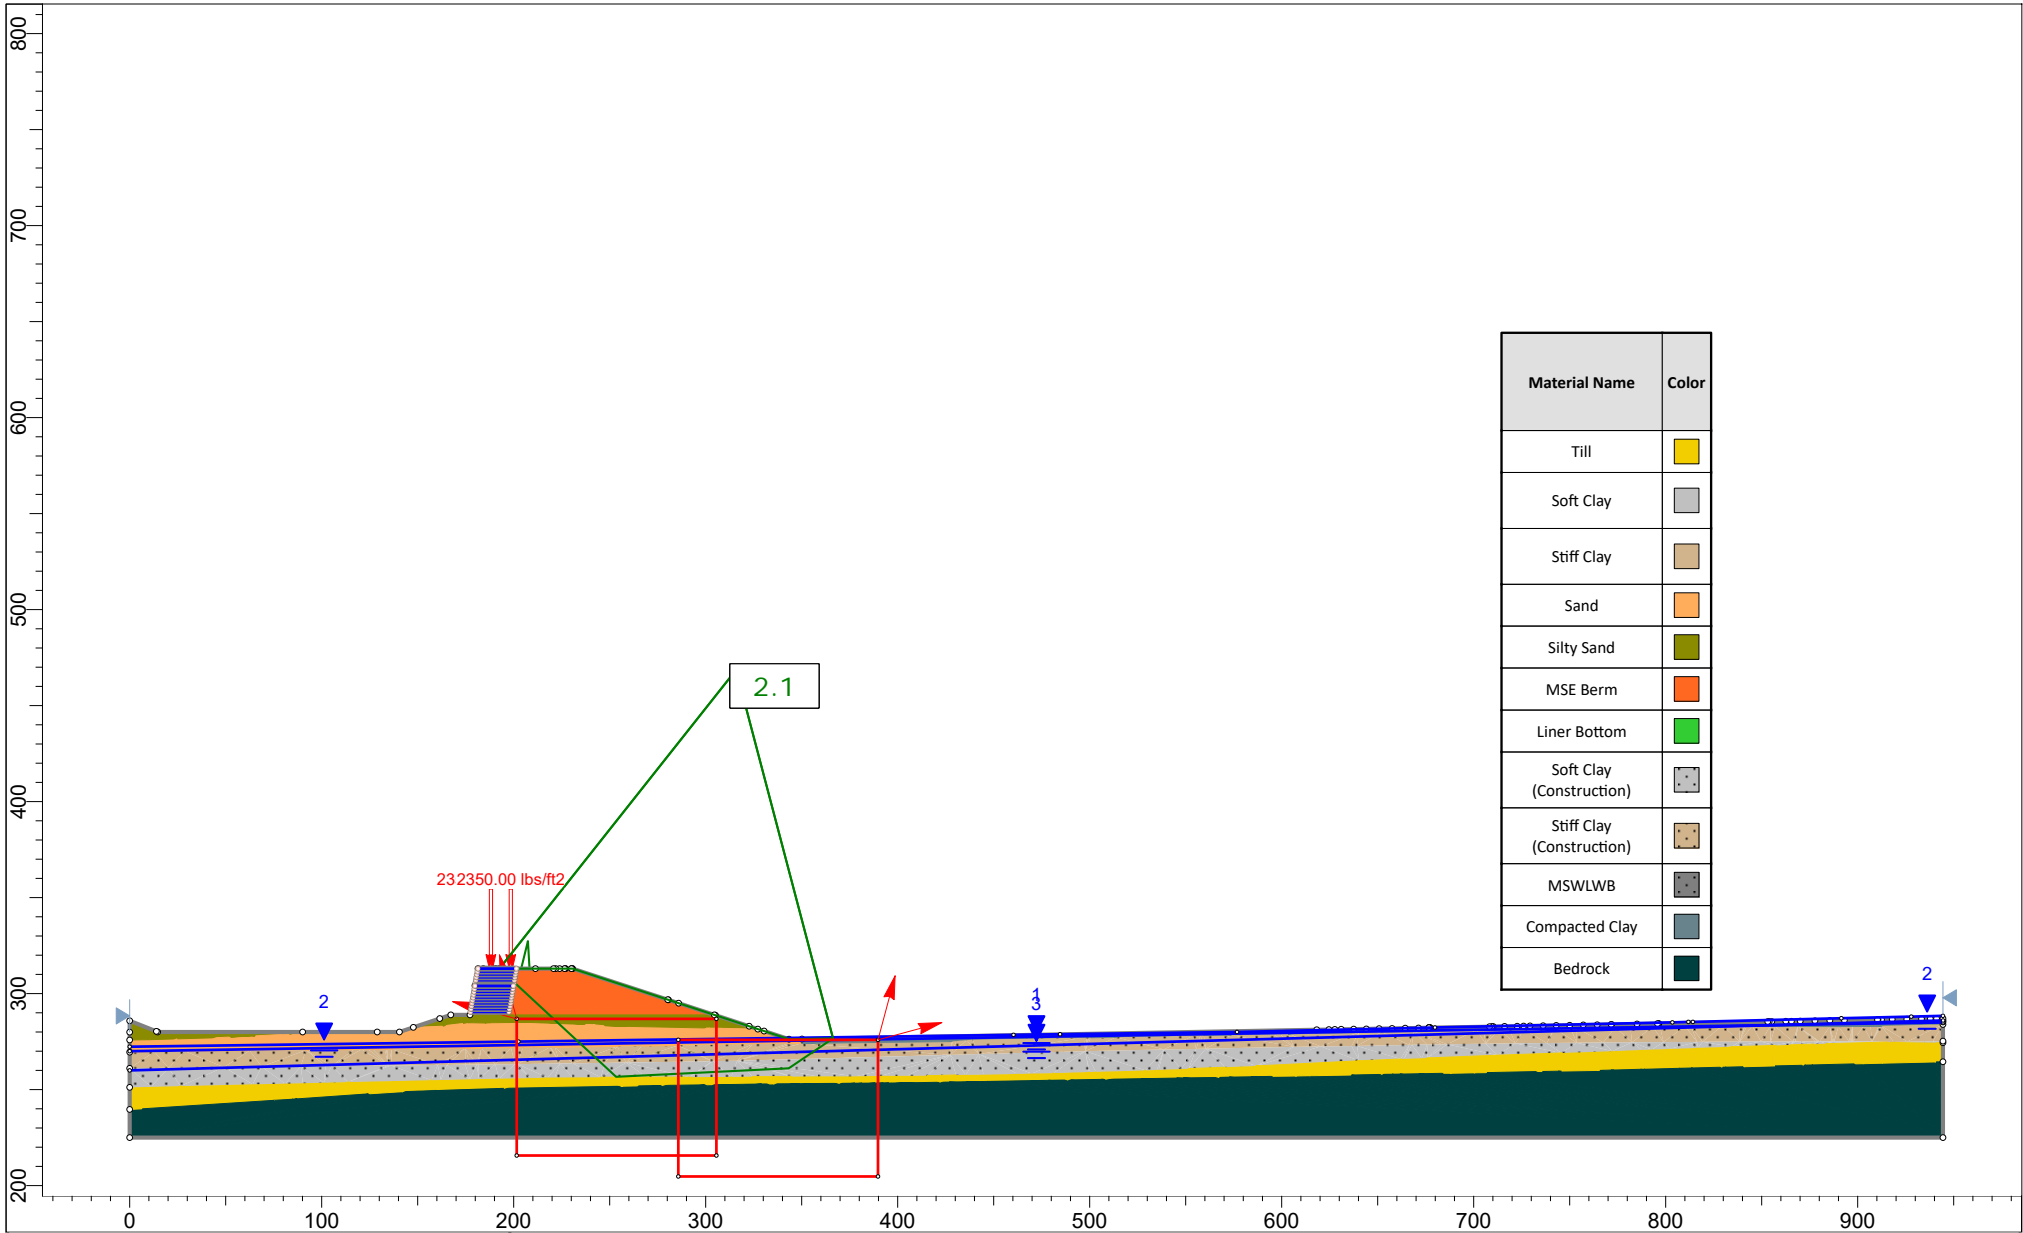 800
700
600
500
400
300
200
0
100
200
300
400
500
600
700
800
900
2.1
232350.00 lbs/ft2
2
1
3
2
Material Name Color
Till
Soft Clay
Stiff Clay
Sand
Silty Sand
MSE Berm
Liner Bottom
Soft Clay
(Construction)
Stiff Clay
(Construction)
MSWLWB
Compacted Clay
Bedrock